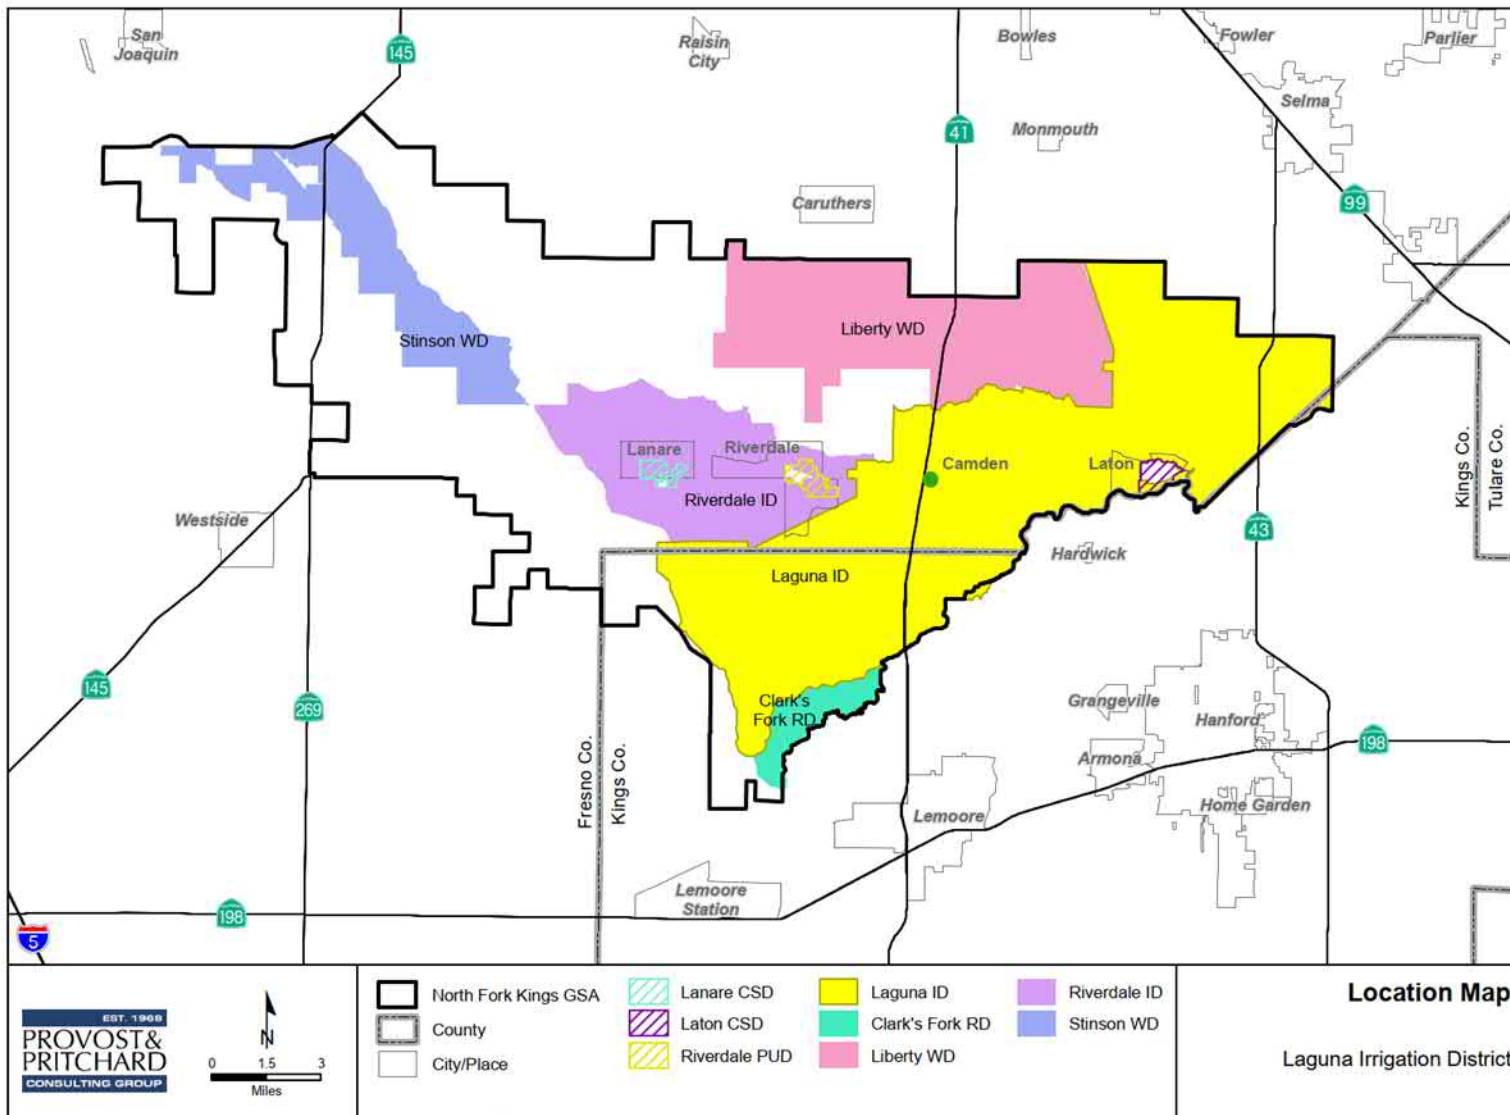 San
Joaquin
145
Raisin
City
Bowles
Fowler
Parlier
Selma
41
Monmouth
Caruthers
99
Stinson WD
Liberty WD
Lanare
Riverdale
Camden
Laton
Riverdale ID
Westside
Kings Co.
Tulare Co.
43
Hardwick
Laguna ID
145
269
Clark's
Fork RD
Grangeville
Hanford
198
Armona
Fresno Co.
Kings Co.
Home Garden
Lemoore
Lemoore
Station
198
5
EST. 1968
PROVOST&
PRITCHARD
CONSULTING GROUP
N
0 1.5 3
Miles
North Fork Kings GSA
County
City/Place
Lanare CSD
Laton CSD
Riverdale PUD
Laguna ID
Clark's Fork RD
Liberty WD
Riverdale ID
Stinson WD
Location Map
Laguna Irrigation District